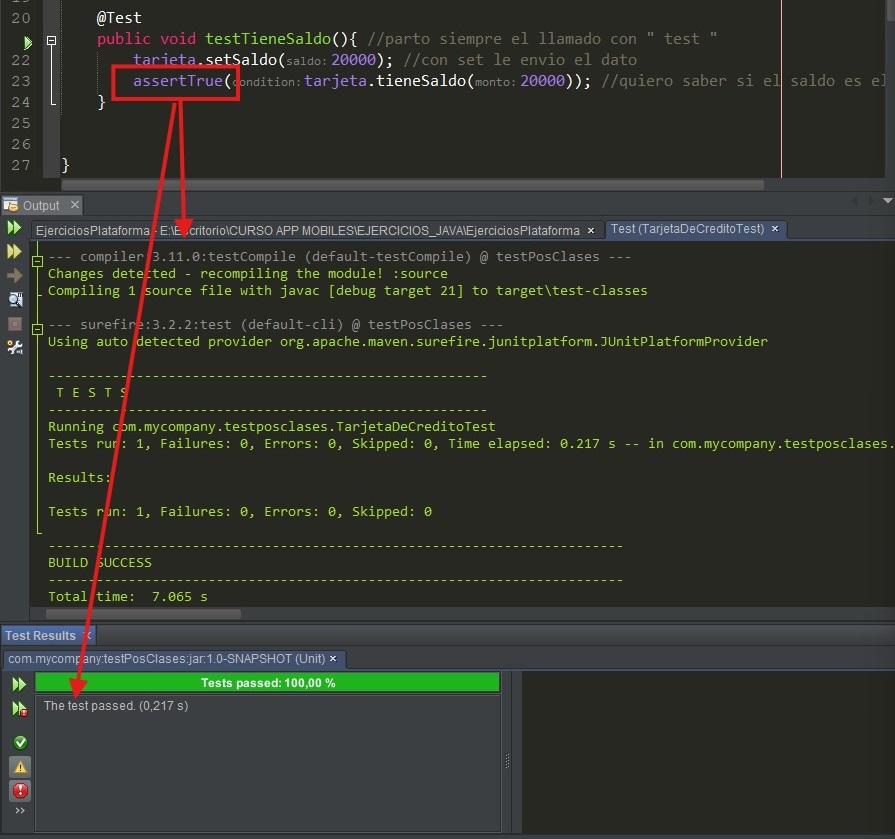 20 @Test
public void testTieneSaldo(){ //parto siempre el llamado con " test "
22 tarjeta.setSaldo(saldo: 20000); //con set le envio el dato
23 assertTrue(condition: tarjeta.tieneSaldo(monto: 20000)); //quiero saber si el saldo es el
24 }
25
26
27 }
Output
EjerciciosPlataforma - E:\Escritorio\CURSO APP MOBILES\EJERCICIOS_JAVA\EjerciciosPlataforma Test (TarjetaDeCreditoTest)
--- compiler:3.11.0:testCompile (default-testCompile) @ testPosClases ---
Changes detected - recompiling the module! :source
Compiling 1 source file with javac [debug target 21] to target\test-classes
--- surefire:3.2.2:test (default-cli) @ testPosClases ---
Using auto detected provider org.apache.maven.surefire.junitplatform.JUnitPlatformProvider
-------------------------------------------------------
T E S T S
-------------------------------------------------------
Running com.mycompany.testposclases.TarjetaDeCreditoTest
Tests run: 1, Failures: 0, Errors: 0, Skipped: 0, Time elapsed: 0.217 s -- in com.mycompany.testposclases.
Results:
Tests run: 1, Failures: 0, Errors: 0, Skipped: 0
------------------------------------------------------------------------
BUILD SUCCESS
------------------------------------------------------------------------
Total time: 7.065 s
Test Results
com.mycompany:testPosClases:jar:1.0-SNAPSHOT (Unit)
Tests passed: 100,00 %
The test passed. (0,217 s)